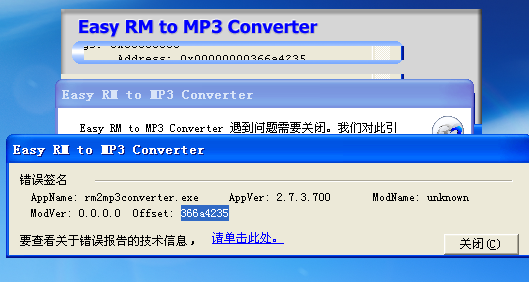 Easy RM to MP3 Converter
Address: 0x00000000366a4235
Easy RM to MP3 Converter
Easy RM to MP3 Converter 遇到问题需要关闭。我们对此引
Easy RM to MP3 Converter
错误签名
AppName: rm2mp3converter.exe AppVer: 2.7.3.700 ModName: unknown
ModVer: 0.0.0.0 Offset: 366a4235
要查看关于错误报告的技术信息， 请单击此处。
关闭(C)